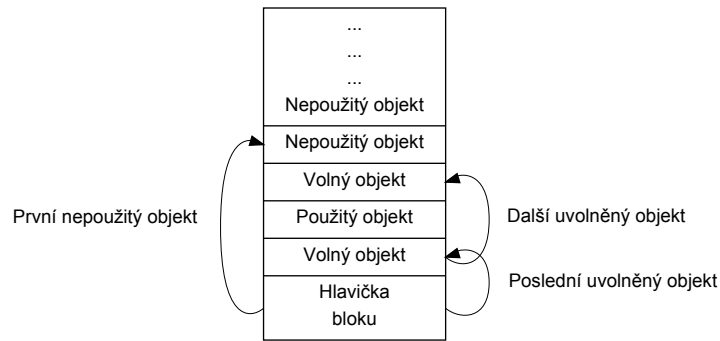 ...
...
...
Nepoužitý objekt
Nepoužitý objekt
Volný objekt
První nepoužitý objekt
Použitý objekt
Další uvolněný objekt
Volný objekt
Poslední uvolněný objekt
Hlavička
bloku